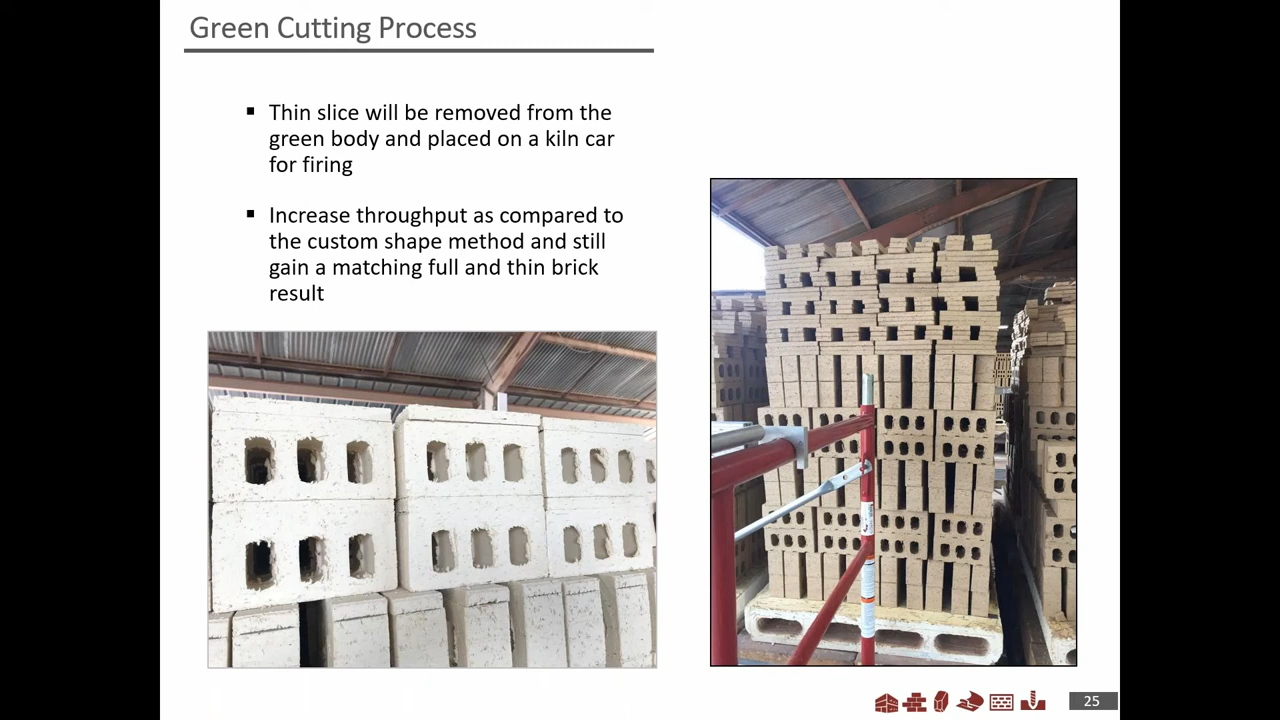 Green Cutting Process
▪ Thin slice will be removed from the
green body and placed on a kiln car
for firing
▪ Increase throughput as compared to
the custom shape method and still
gain a matching full and thin brick
result
25